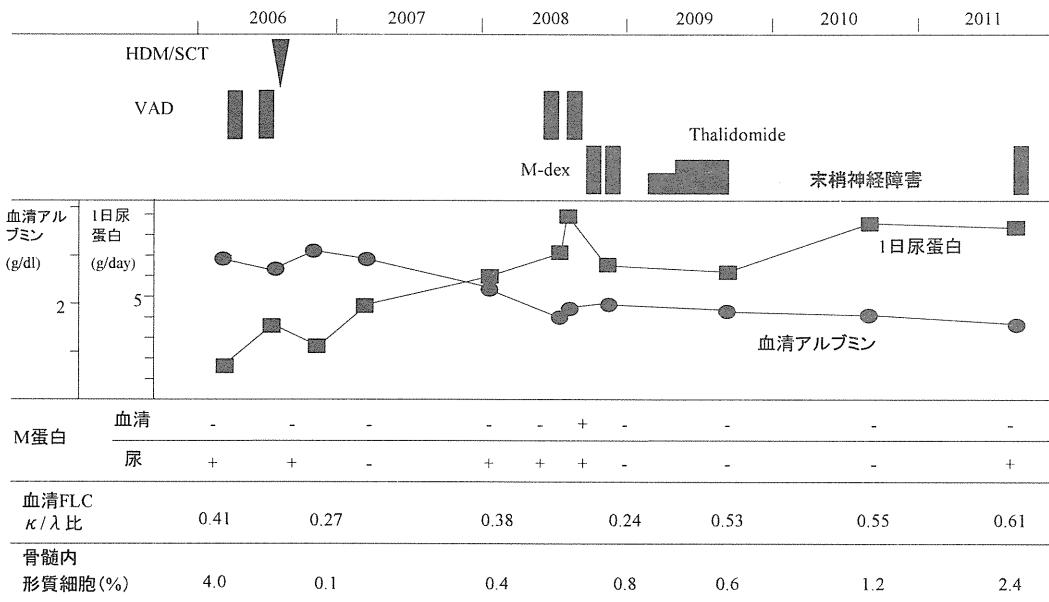 2006 2007 2008 2009 2010 2011
HDM/SCT
VAD
Thalidomide
M-dex
末梢神経障害
血清アル
ブミン
(g/dl)
1日尿
蛋白
(g/day)
2
5
1日尿蛋白
血清アルブミン
M蛋白
血清 - - - - - + - - - -
尿 + + - + + + - - - +
血清FLC
κ/λ比 0.41 0.27 0.38 0.24 0.53 0.55 0.61
骨髄内
形質細胞(%) 4.0 0.1 0.4 0.8 0.6 1.2 2.4